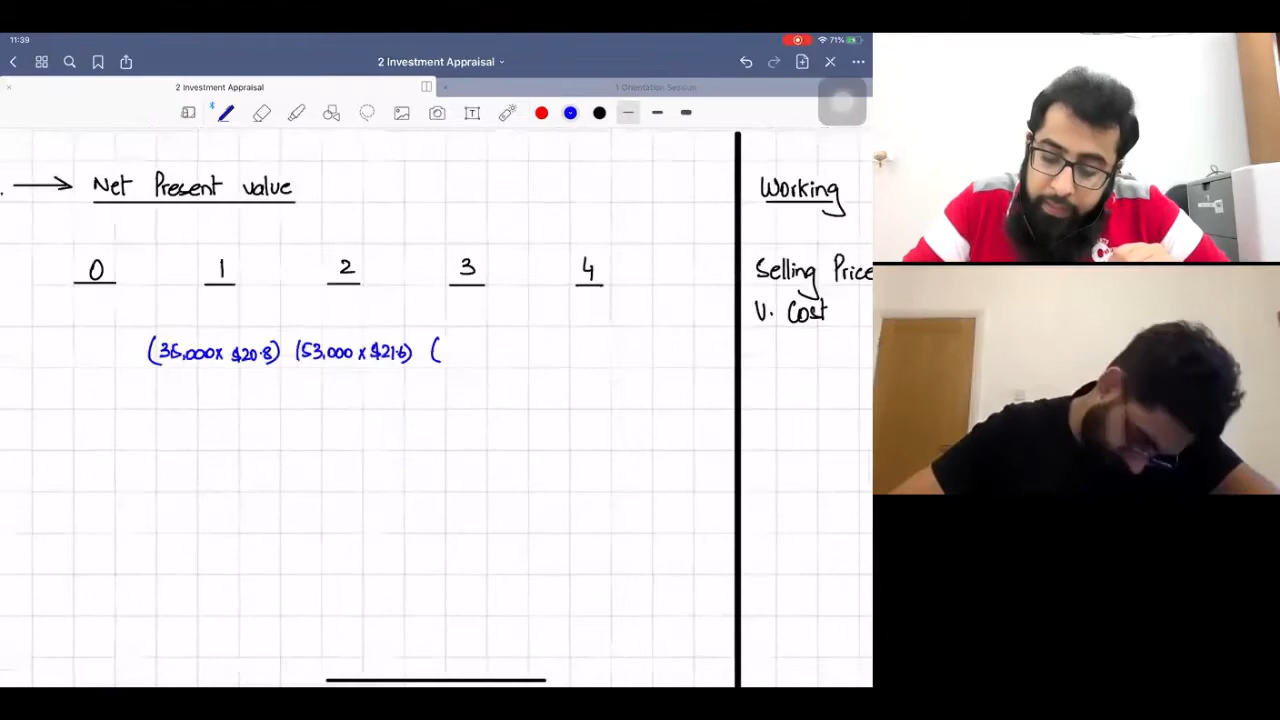 11:39
71%
2 Investment Appraisal
2 Investment Appraisal
1 Orientation Session
T
. → Net Present value
Working
0 1 2 3 4
Selling Price
V. Cost
(35,000 x $20.8) (53,000 x $21.6) (